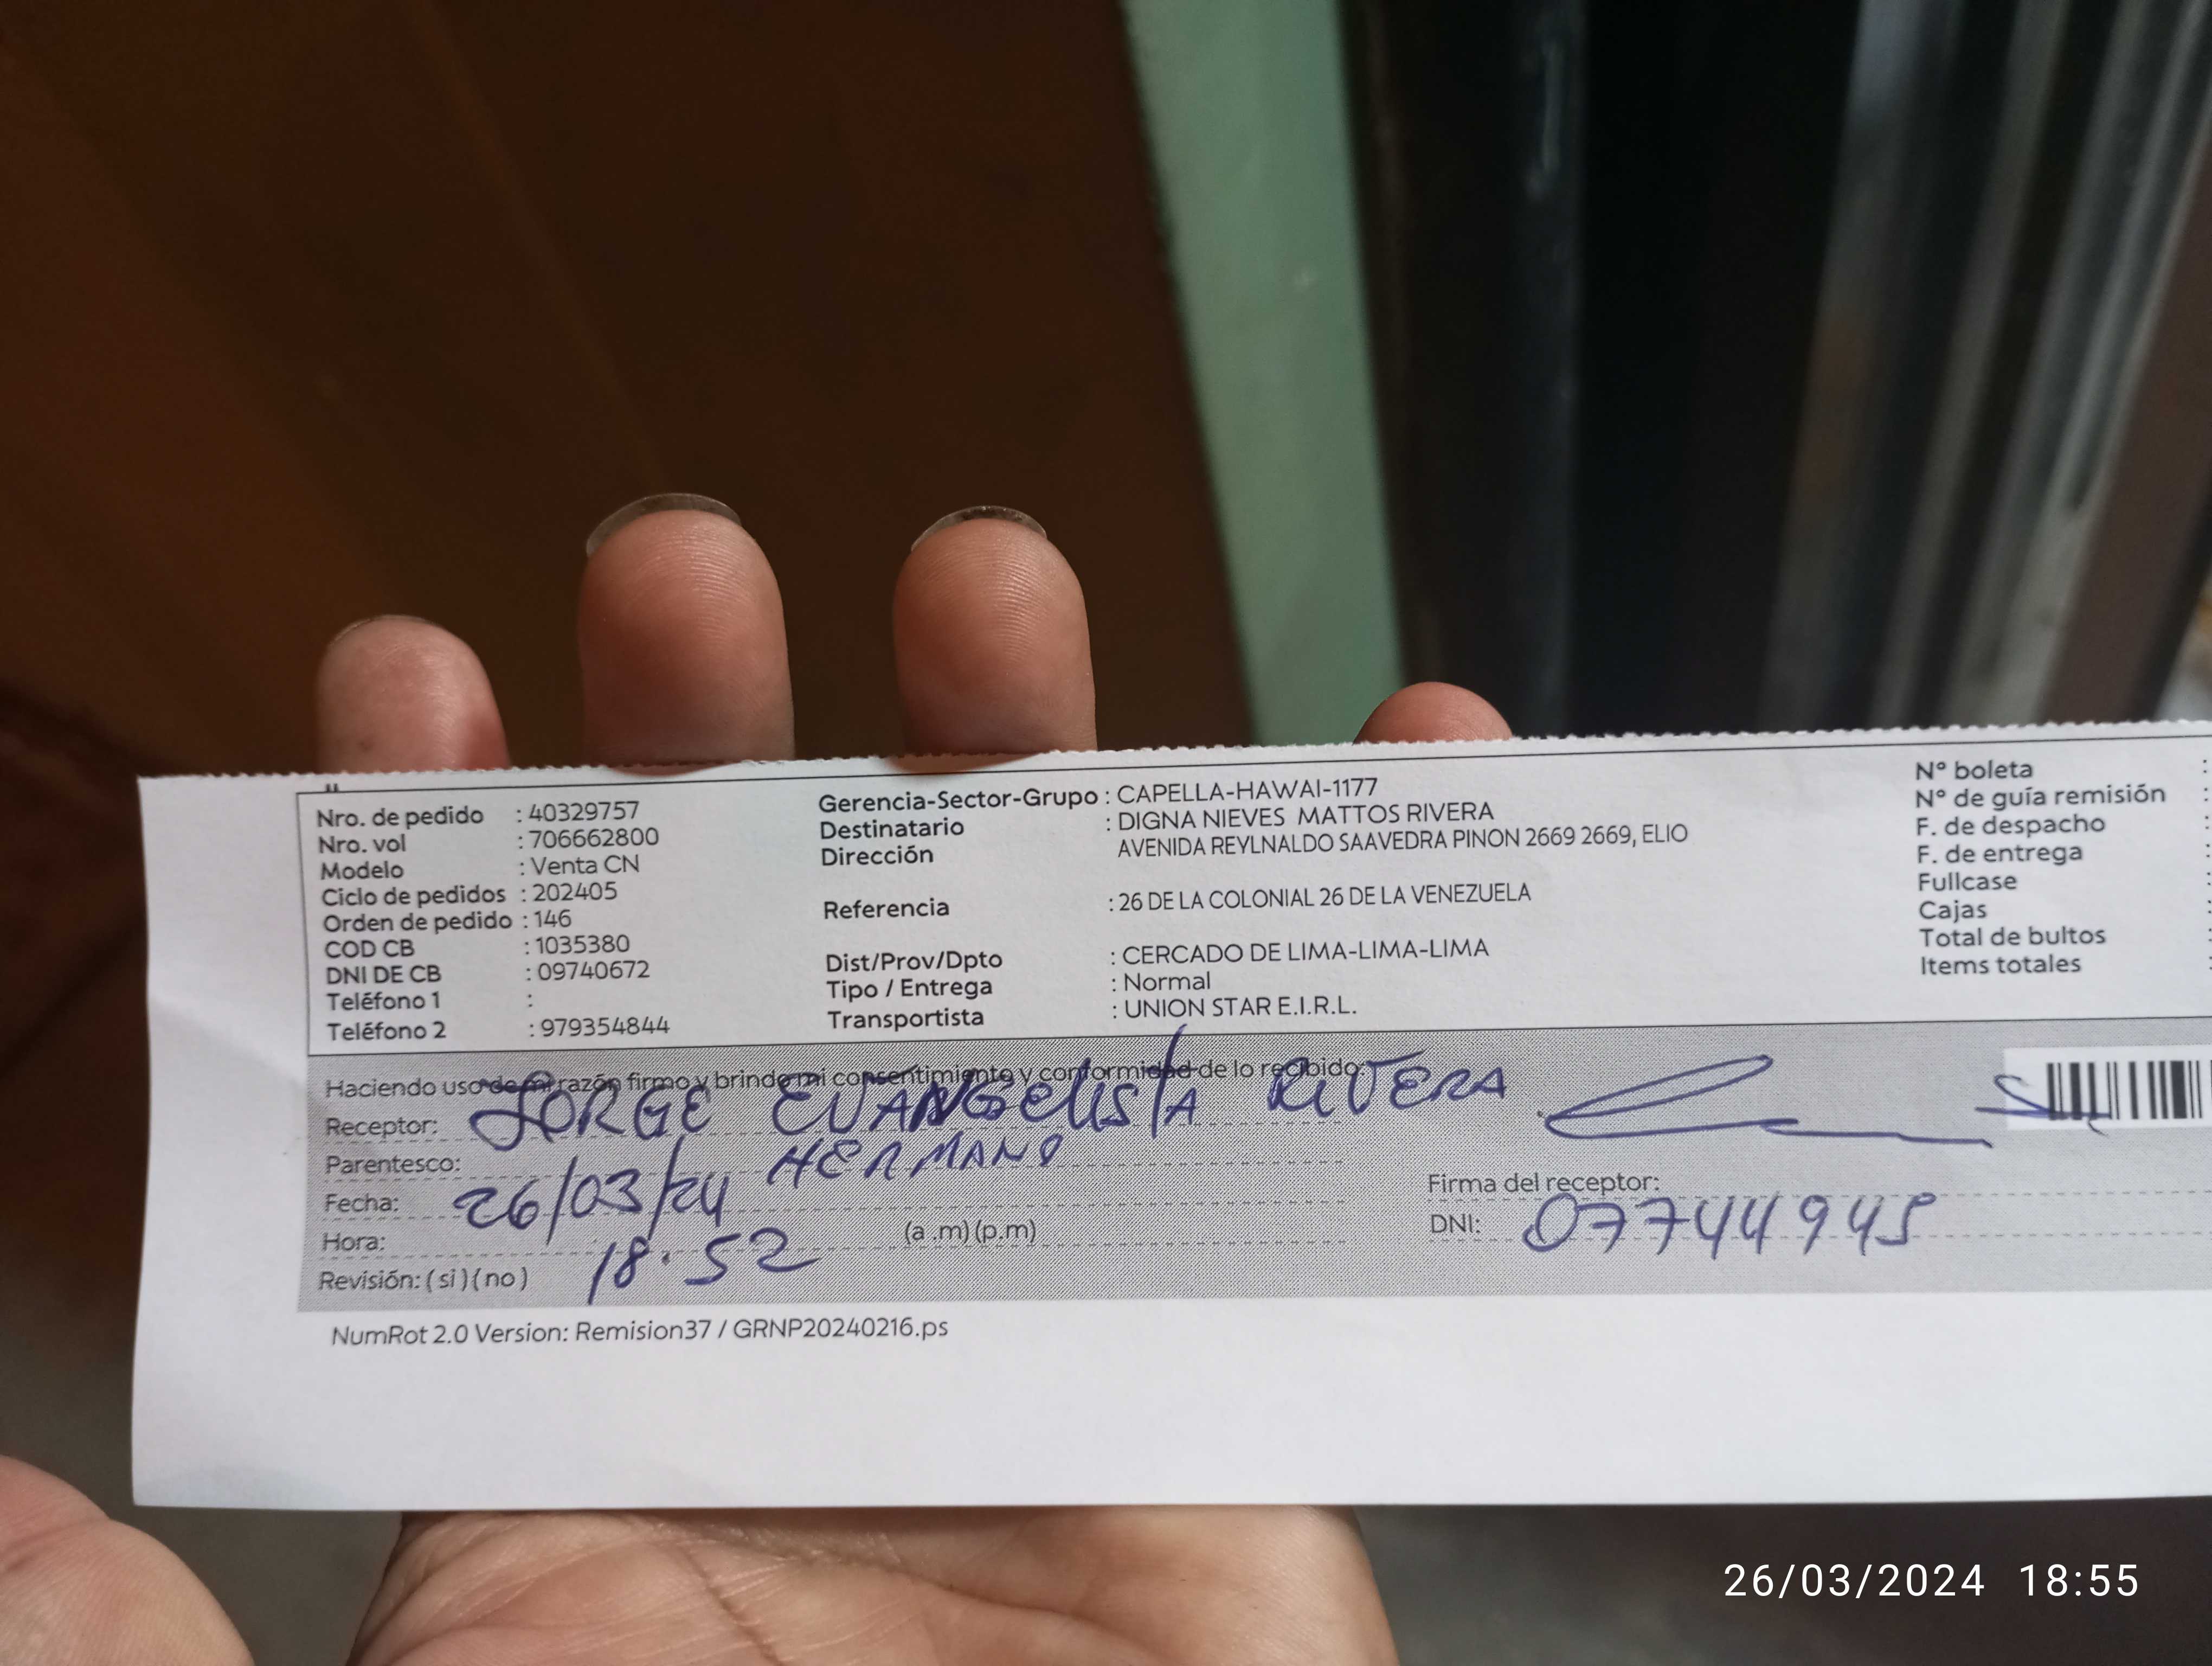 Nro. de pedido : 40329757
Nro. vol : 706662800
Modelo : Venta CN
Ciclo de pedidos : 202405
Orden de pedido : 146
COD CB : 1035380
DNI DE CB : 09740672
Teléfono 1 :
Teléfono 2 : 979354844
Gerencia-Sector-Grupo : CAPELLA-HAWAI-1177
Destinatario : DIGNA NIEVES MATTOS RIVERA
Dirección AVENIDA REYLNALDO SAAVEDRA PINON 2669 2669, ELIO
Referencia : 26 DE LA COLONIAL 26 DE LA VENEZUELA
Dist/Prov/Dpto : CERCADO DE LIMA-LIMA-LIMA
Tipo / Entrega : Normal
Transportista : UNION STAR E.I.R.L.
N° boleta :
N° de guía remisión :
F. de despacho :
F. de entrega :
Fullcase :
Cajas :
Total de bultos :
Items totales :
Haciendo uso de mi razón firmo y brindo mi consentimiento y conformidad de lo recibido:
Receptor: JORGE EVANGELISTA RIVERA
Parentesco: HERMANO
Fecha: 26/03/24
Hora: 18:52 (a .m) (p.m)
Revisión: ( si ) ( no )
Firma del receptor:
DNI: 07744945
NumRot 2.0 Version: Remision37 / GRNP20240216.ps
26/03/2024 18:55